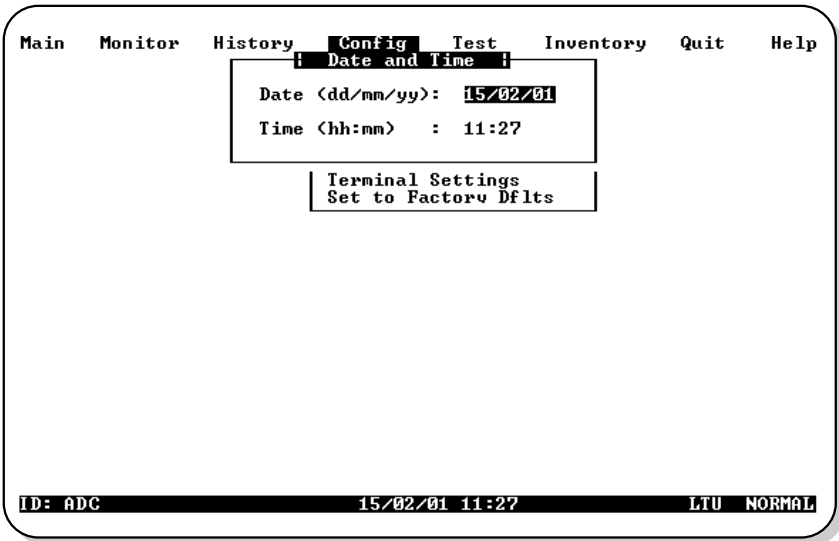 Main Monitor History Config Test Inventory Quit Help
Date and Time
Date (dd/mm/yy): 15/02/01
Time (hh:mm) : 11:27
Terminal Settings
Set to Factory Dflts
ID: ADC 15/02/01 11:27 LTU NORMAL